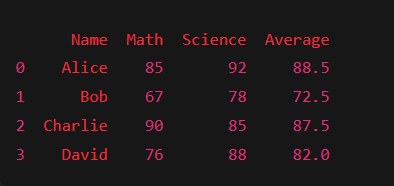 Name Math Science Average
0 Alice 85 92 88.5
1 Bob 67 78 72.5
2 Charlie 90 85 87.5
3 David 76 88 82.0